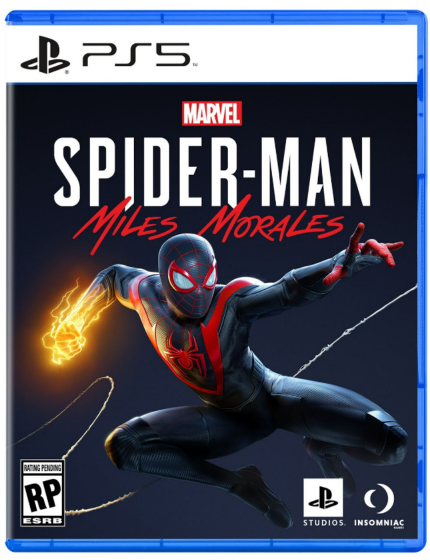 PS5
MARVEL
SPIDER-MAN
MILES MORALES
RATING PENDING
RP
ESRB
STUDIOS.
INSOMNIAC